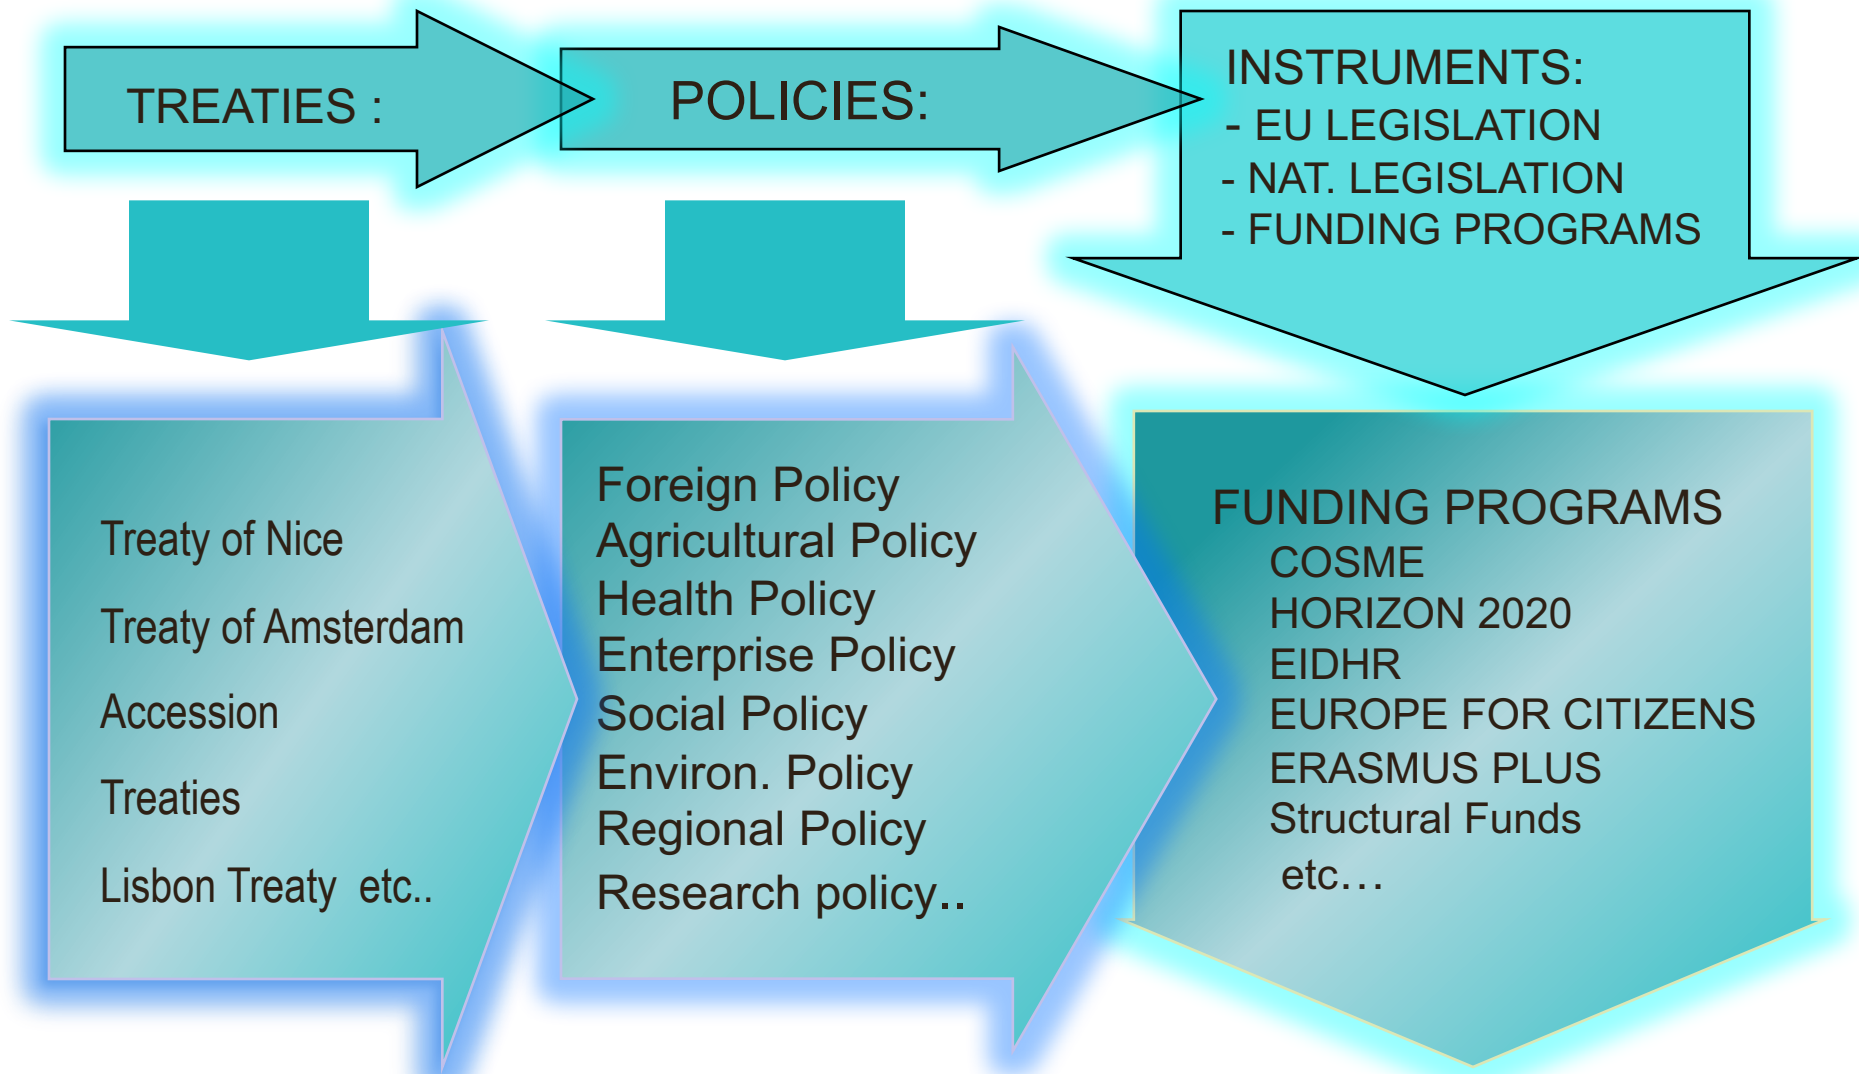 TREATIES :
POLICIES:
INSTRUMENTS:
- EU LEGISLATION
- NAT. LEGISLATION
- FUNDING PROGRAMS
Treaty of Nice
Treaty of Amsterdam
Accession
Treaties
Lisbon Treaty  etc..
Foreign Policy
Agricultural Policy
Health Policy
Enterprise Policy
Social Policy
Environ. Policy
Regional Policy
Research policy..
FUNDING PROGRAMS
COSME
HORIZON 2020
EIDHR
EUROPE FOR CITIZENS
ERASMUS PLUS
Structural Funds
etc…